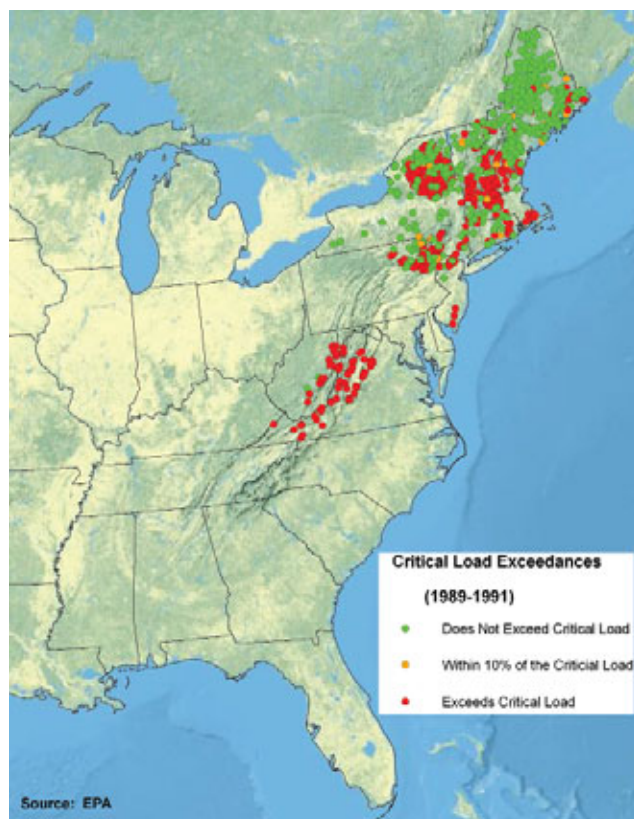 Critical Load Exceedances
(1989-1991)
Does Not Exceed Critical Load
Within 10% of the Criticial Load
Exceeds Critical Load
Source: EPA